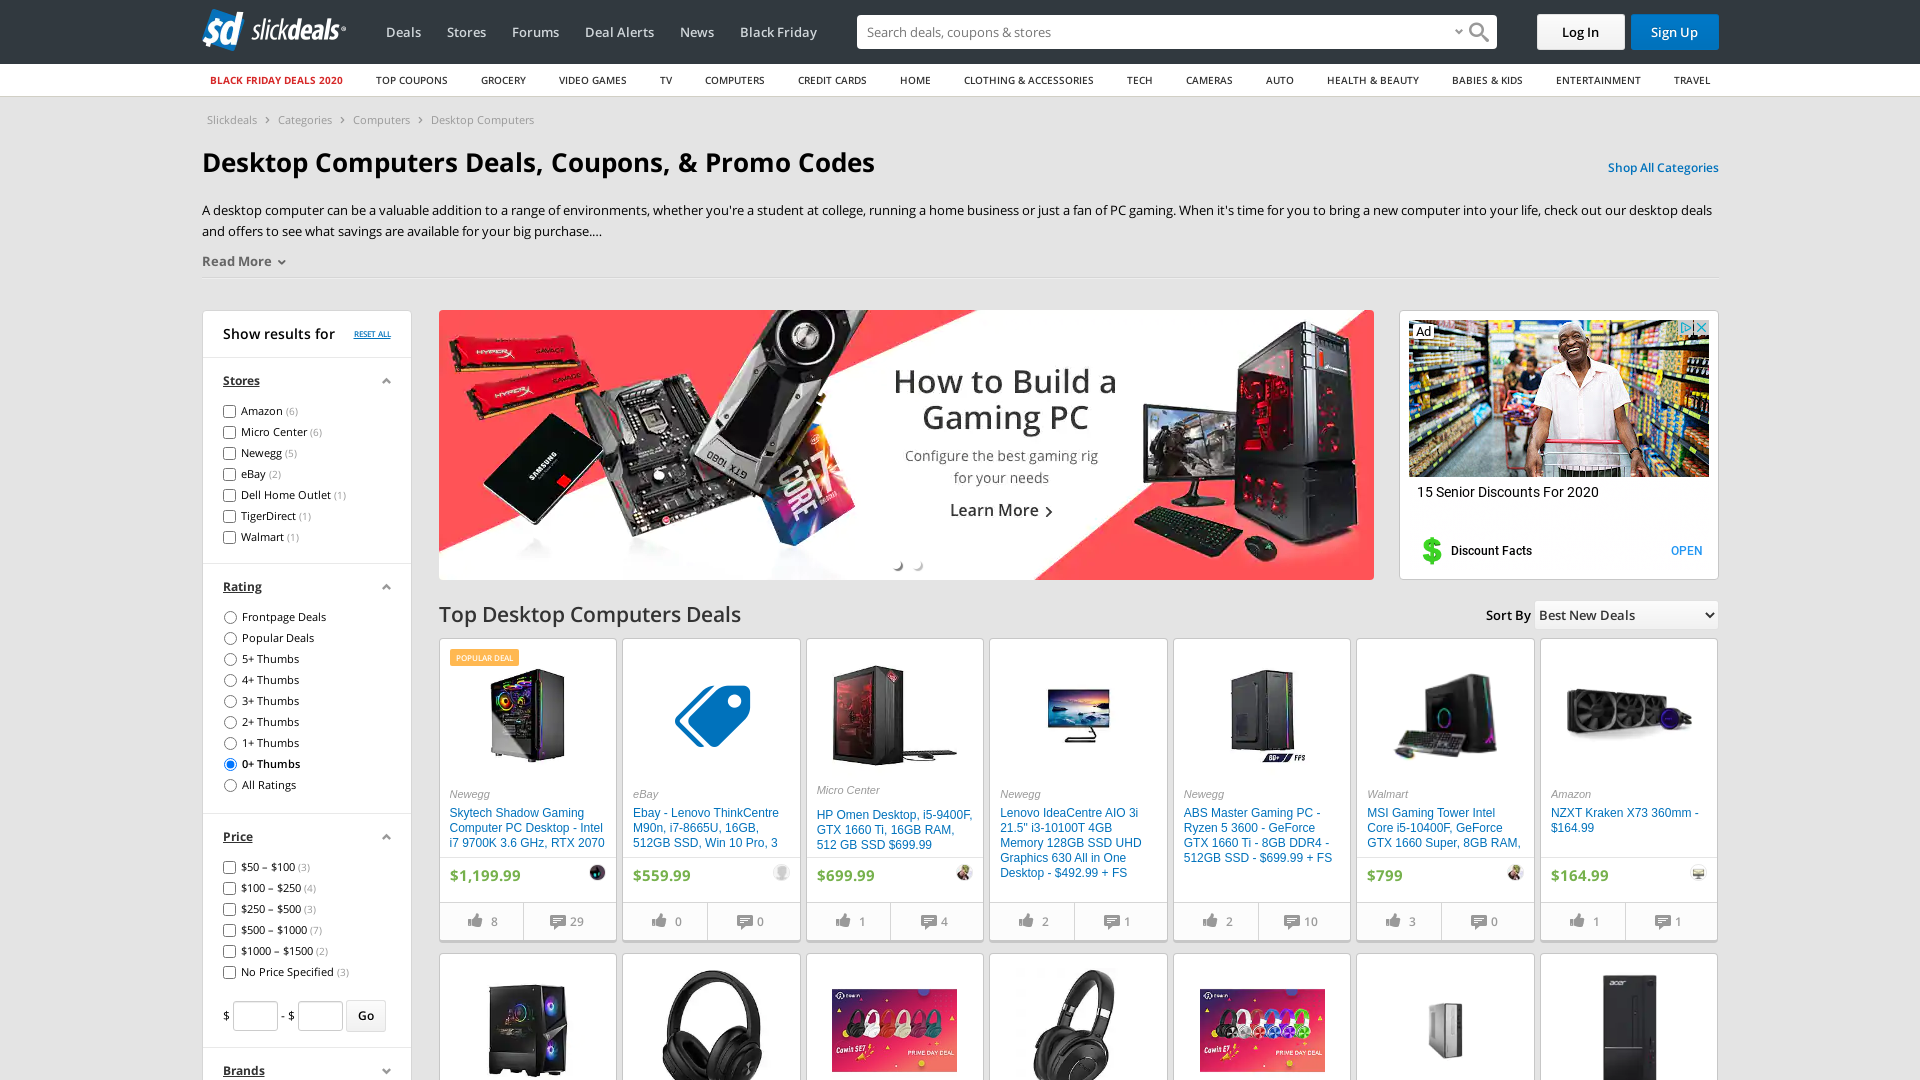 sd slickdeals
Deals
Stores
Forums
Deal Alerts
News
Black Friday
Search deals, coupons & stores
Log In
Sign Up
BLACK FRIDAY DEALS 2020
TOP COUPONS
GROCERY
VIDEO GAMES
TV
COMPUTERS
CREDIT CARDS
HOME
CLOTHING & ACCESSORIES
TECH
CAMERAS
AUTO
HEALTH & BEAUTY
BABIES & KIDS
ENTERTAINMENT
TRAVEL
Slickdeals > Categories > Computers > Desktop Computers
Desktop Computers Deals, Coupons, & Promo Codes
Shop All Categories
A desktop computer can be a valuable addition to a range of environments, whether you're a student at college, running a home business or just a fan of PC gaming. When it's time for you to bring a new computer into your life, check out our desktop deals
and offers to see what savings are available for your big purchase....
Read More
Show results for
RESET ALL
Stores
Amazon (6)
Micro Center (6)
Newegg (5)
eBay (2)
Dell Home Outlet (1)
TigerDirect (1)
Walmart (1)
Rating
Frontpage Deals
Popular Deals
5+ Thumbs
4+ Thumbs
3+ Thumbs
2+ Thumbs
1+ Thumbs
0+ Thumbs
All Ratings
Price
$50 – $100 (3)
$100 – $250 (4)
$250 – $500 (3)
$500 – $1000 (7)
$1000 – $1500 (2)
No Price Specified (3)
$ - $ Go
Brands
HYPERX SAVAGE
HYPERX SAVAGE
SAMSUNG
GTX 1080
CORE i7
How to Build a
Gaming PC
Configure the best gaming rig
for your needs
Learn More
Ad
15 Senior Discounts For 2020
Discount Facts
OPEN
Top Desktop Computers Deals
Sort By Best New Deals
POPULAR DEAL
Newegg
Skytech Shadow Gaming
Computer PC Desktop - Intel
i7 9700K 3.6 GHz, RTX 2070
$1,199.99
8
29
eBay
Ebay - Lenovo ThinkCentre
M90n, i7-8665U, 16GB,
512GB SSD, Win 10 Pro, 3
$559.99
0
0
Micro Center
HP Omen Desktop, i5-9400F,
GTX 1660 Ti, 16GB RAM,
512 GB SSD $699.99
$699.99
1
4
Newegg
Lenovo IdeaCentre AIO 3i
21.5" i3-10100T 4GB
Memory 128GB SSD UHD
Graphics 630 All in One
Desktop - $492.99 + FS
2
1
80+ FFS
Newegg
ABS Master Gaming PC -
Ryzen 5 3600 - GeForce
GTX 1660 Ti - 8GB DDR4 -
512GB SSD - $699.99 + FS
2
10
Walmart
MSI Gaming Tower Intel
Core i5-10400F, GeForce
GTX 1660 Super, 8GB RAM,
$799
3
0
Amazon
NZXT Kraken X73 360mm -
$164.99
$164.99
1
1
COWIN
Cowin SE7
PRIME DAY DEAL
COWIN
Cowin E7
PRIME DAY DEAL
acer